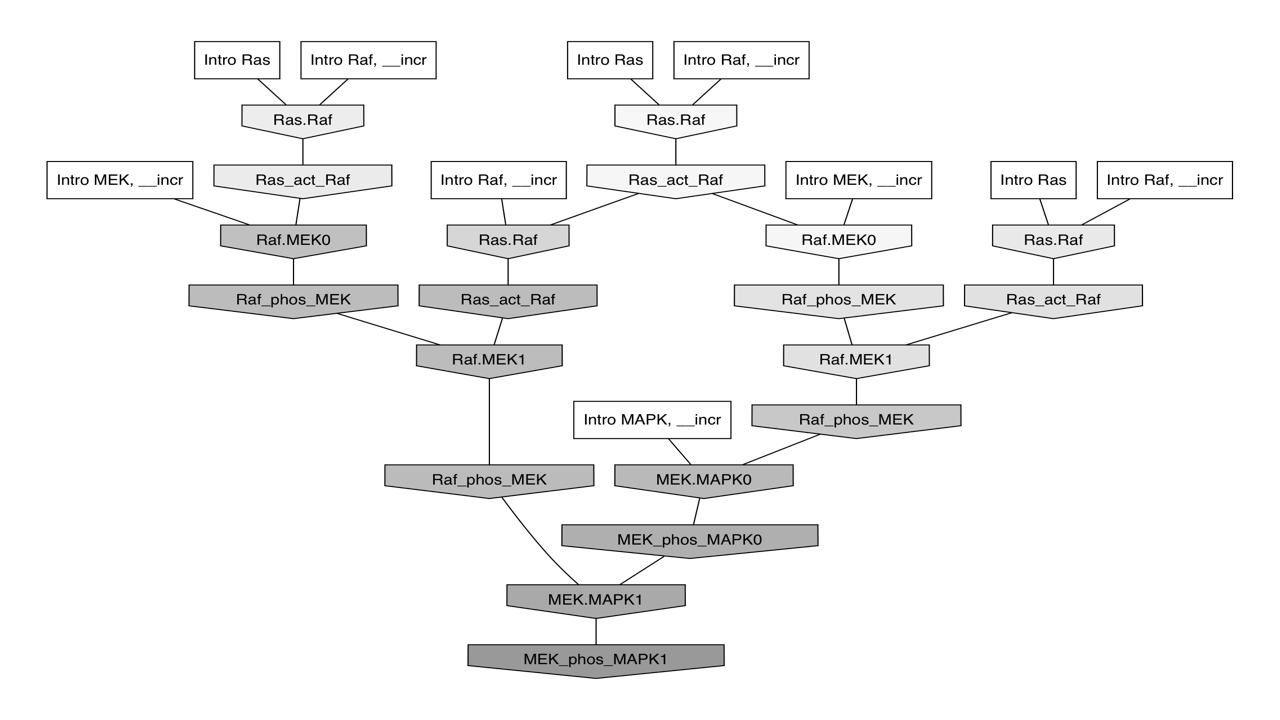 Intro Ras
Intro Raf, __incr
Intro Ras
Intro Raf, __incr
Ras.Raf
Ras.Raf
Intro MEK, __incr
Ras_act_Raf
Intro Raf, __incr
Ras_act_Raf
Intro MEK, __incr
Intro Ras
Intro Raf, __incr
Raf.MEK0
Ras.Raf
Raf.MEK0
Ras.Raf
Raf_phos_MEK
Ras_act_Raf
Raf_phos_MEK
Ras_act_Raf
Raf.MEK1
Raf.MEK1
Intro MAPK, __incr
Raf_phos_MEK
Raf_phos_MEK
MEK.MAPK0
MEK_phos_MAPK0
MEK.MAPK1
MEK_phos_MAPK1